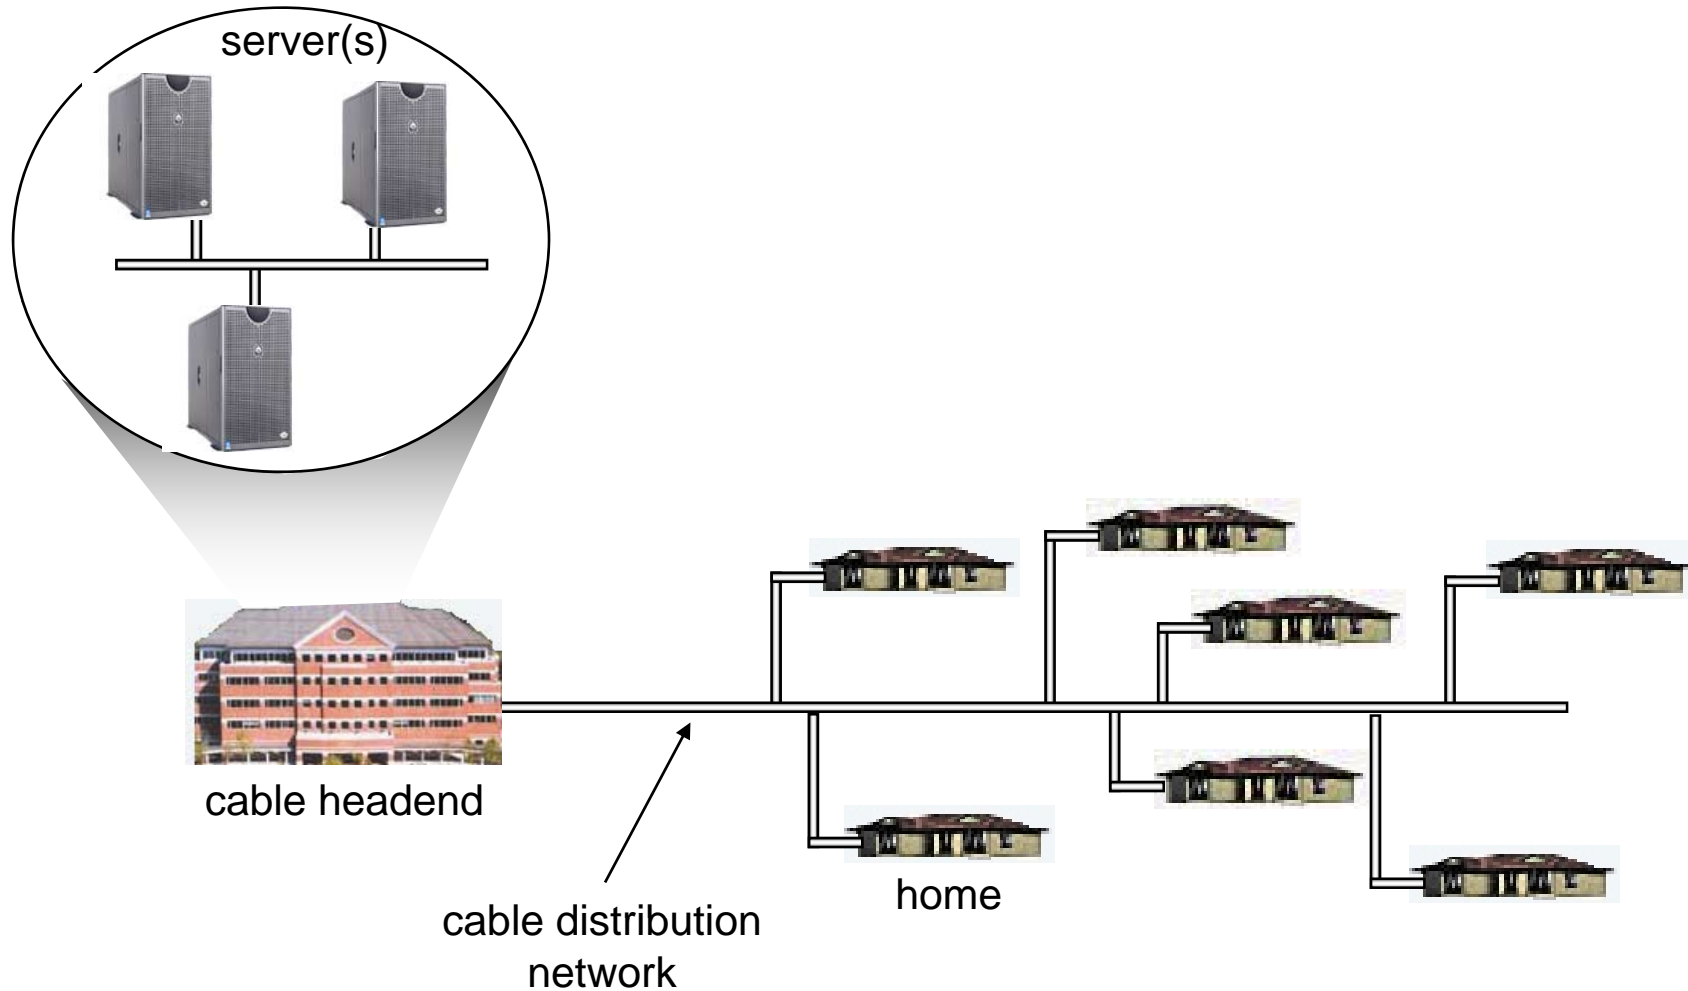 server(s)
cable headend
home
cable distribution
network